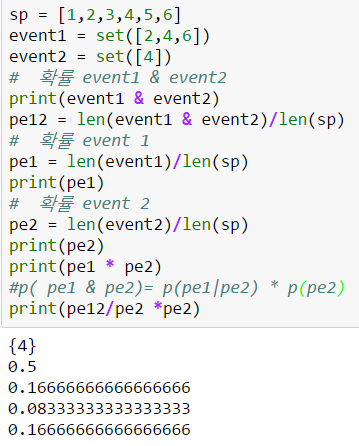 sp = [1,2,3,4,5,6]
event1 = set([2,4,6])
event2 = set([4])
#  확률 event1 & event2
print(event1 & event2)
pe12 = len(event1 & event2)/len(sp)
#  확률 event 1
pe1 = len(event1)/len(sp)
print(pe1)
#  확률 event 2
pe2 = len(event2)/len(sp)
print(pe2)
print(pe1 * pe2)
#p( pe1 & pe2)= p(pe1|pe2) * p(pe2)
print(pe12/pe2 *pe2)
{4}
0.5
0.16666666666666666
0.08333333333333333
0.16666666666666666